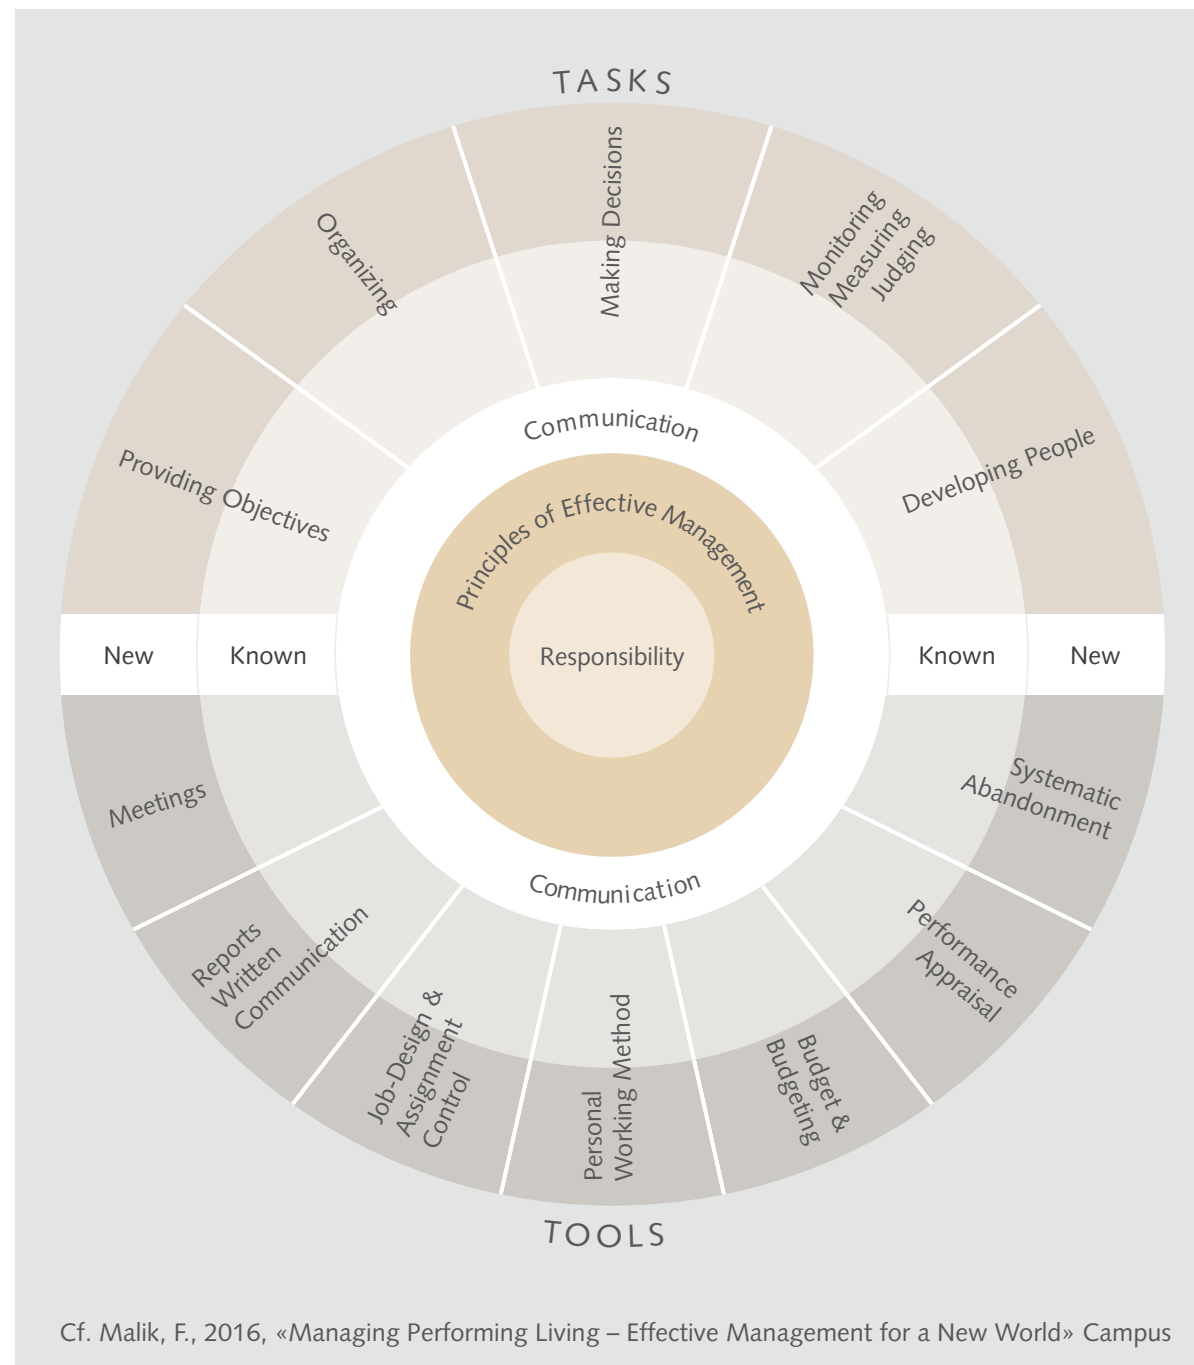 TASKS
Making Decisions
Organizing
Monitoring
Measuring
Judging
Providing Objectives
Developing People
Communication
Principles of Effective Management
Responsibility
New
Known
Known
New
Communication
Meetings
Systematic
Abandonment
Reports
Written
Communication
Performance
Appraisal
Job-Design &
Assignment
Control
Personal
Working Method
Budget &
Budgeting
TOOLS
Cf. Malik, F., 2016, «Managing Performing Living – Effective Management for a New World» Campus